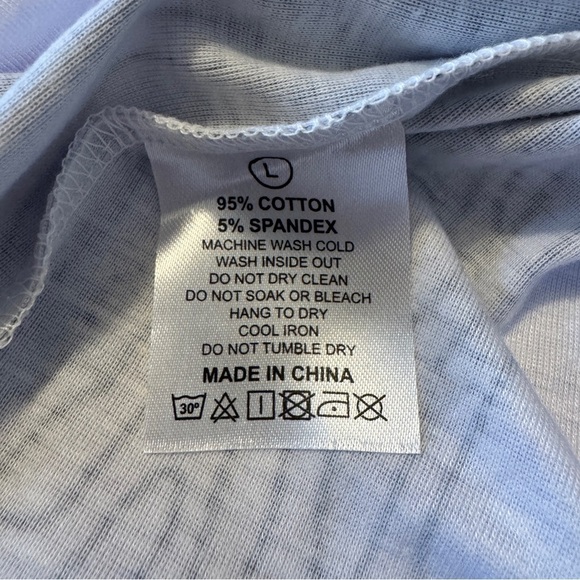 L
95% COTTON
5% SPANDEX
MACHINE WASH COLD
WASH INSIDE OUT
DO NOT DRY CLEAN
DO NOT SOAK OR BLEACH
HANG TO DRY
COOL IRON
DO NOT TUMBLE DRY
MADE IN CHINA
30°